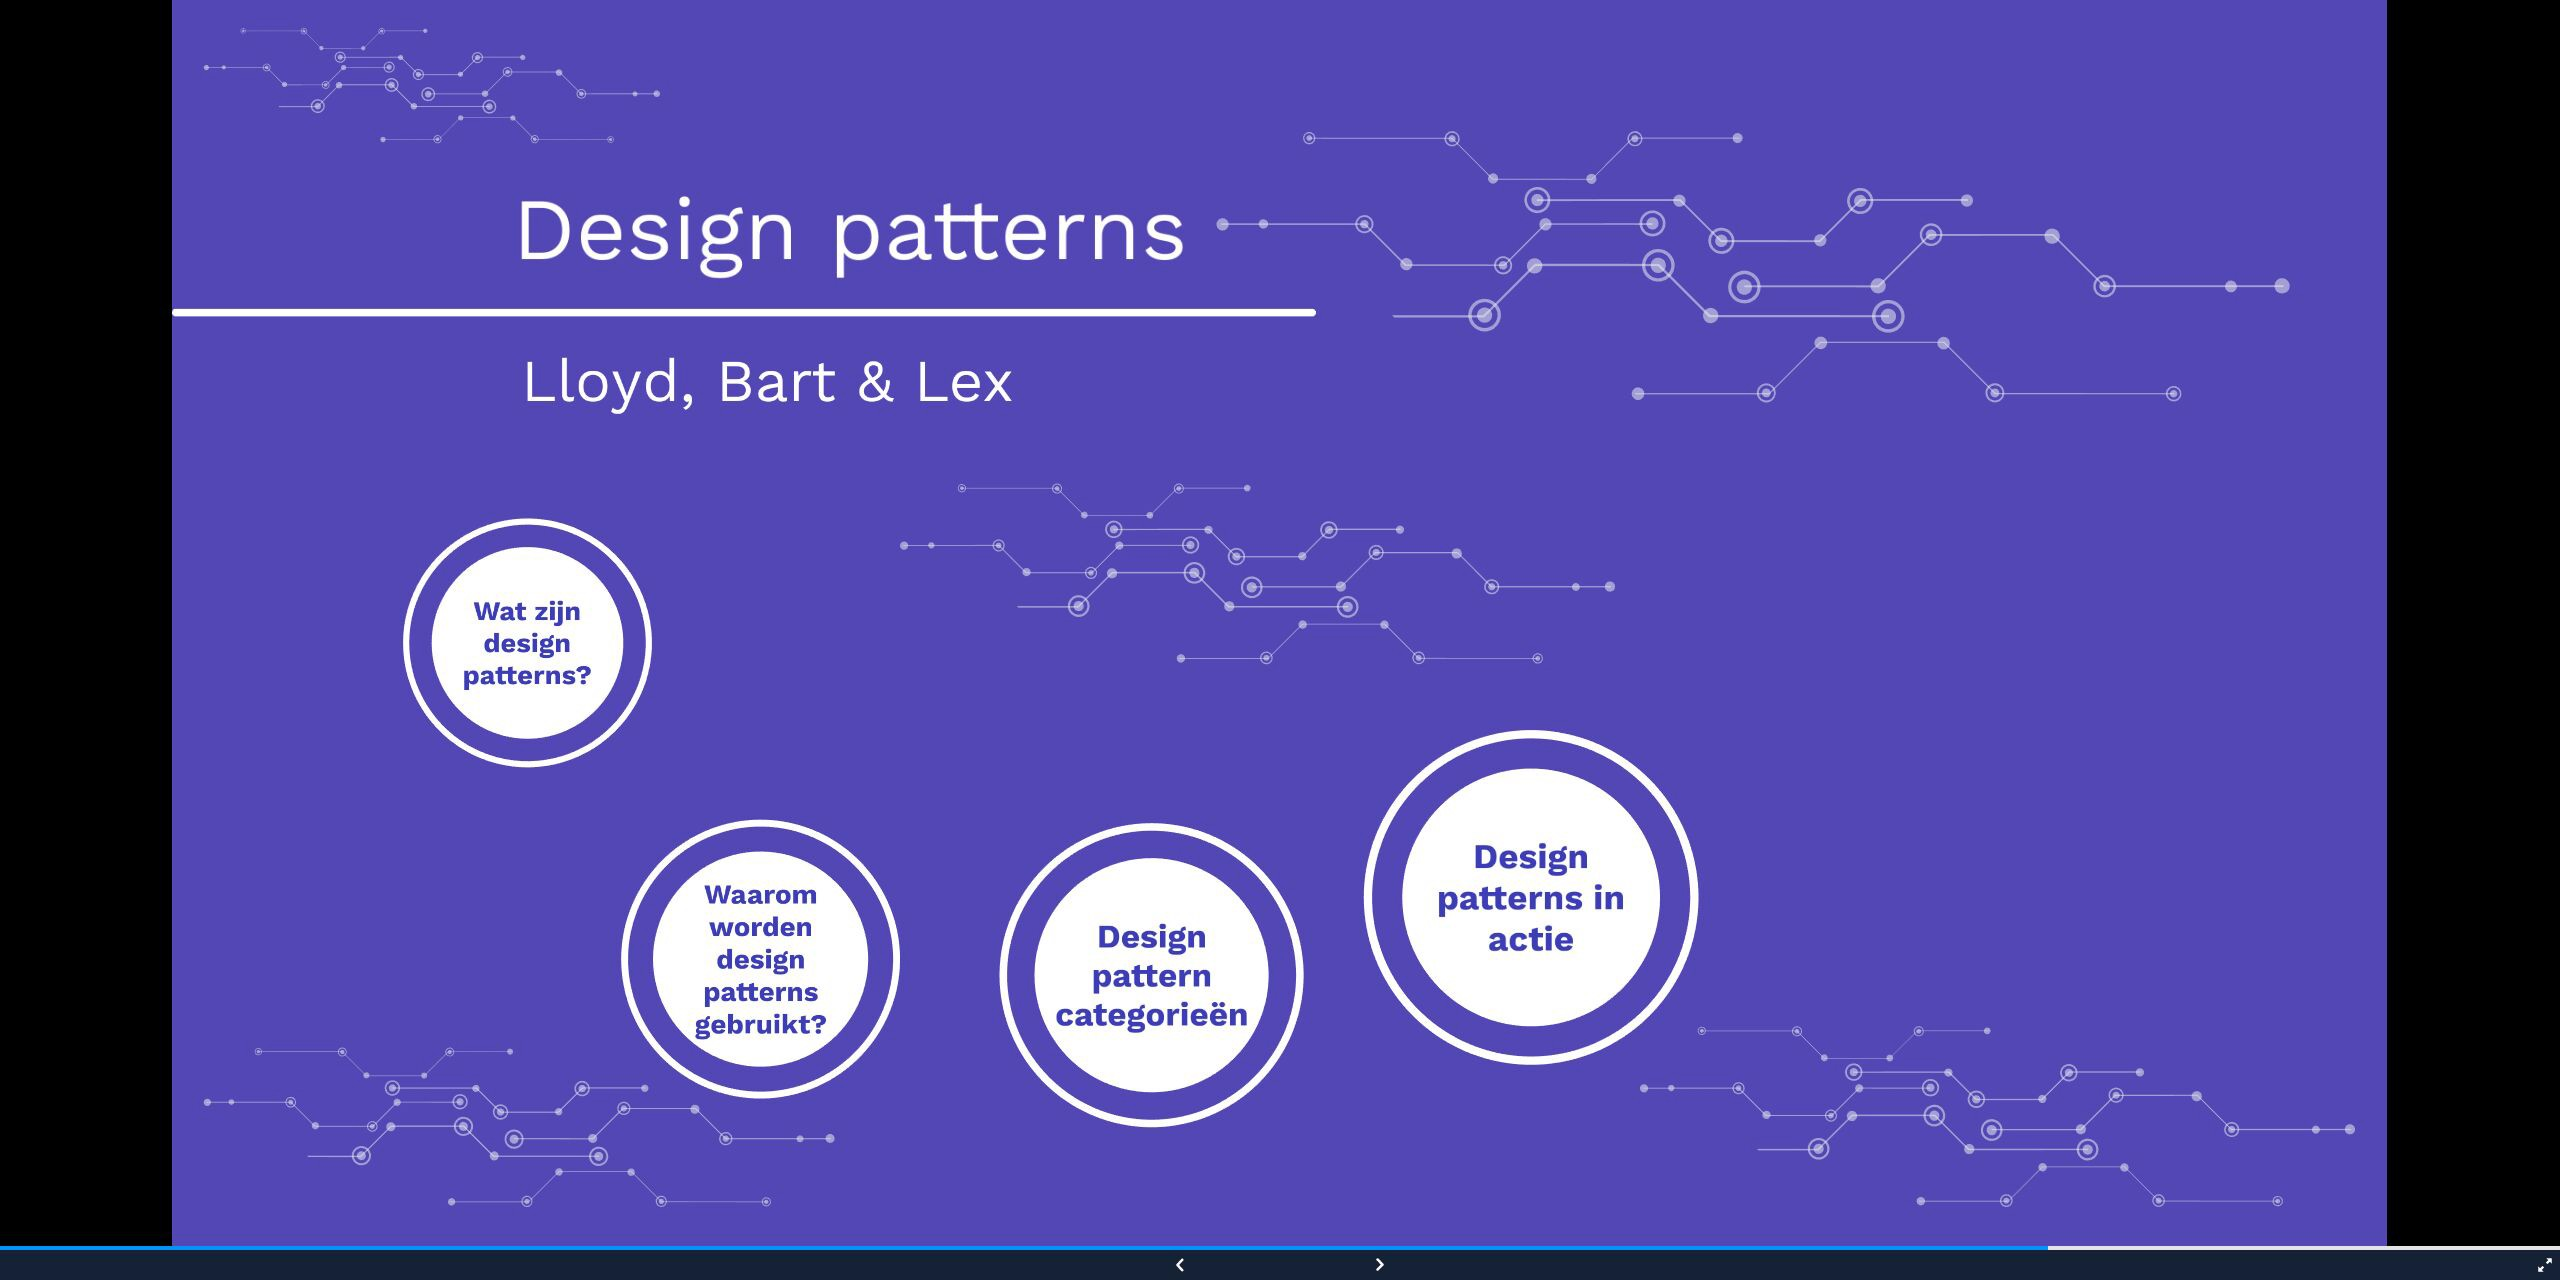 Design patterns
Lloyd, Bart & Lex
Wat zijn
design
patterns?
Waarom
worden
design
patterns
gebruikt?
Design
pattern
categorieën
Design
patterns in
actie